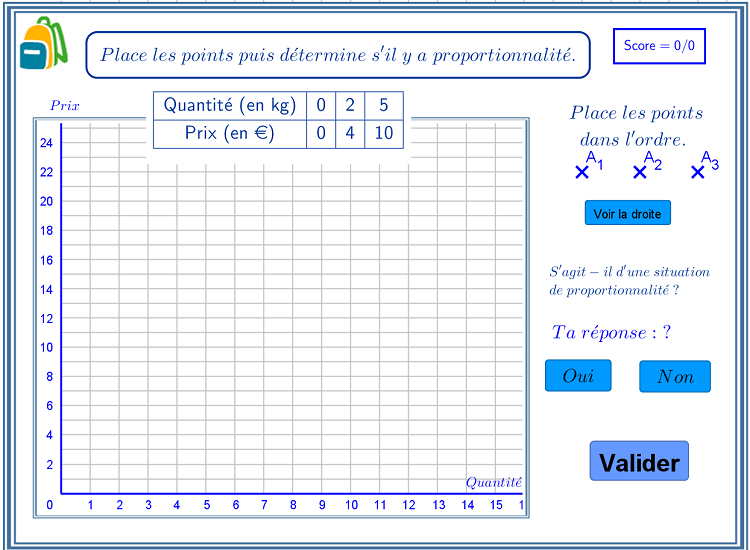 Place les points puis détermine s'il y a proportionnalité.
Score = 0/0
Prix
Quantité (en kg) 0 2 5
Prix (en €) 0 4 10
Place les points
dans l'ordre.
A1 A2 A3
Voir la droite
24
22
20
18
16
14
12
10
8
6
4
2
Quantité
0 1 2 3 4 5 6 7 8 9 10 11 12 13 14 15 1
S'agit – il d'une situation
de proportionnalité ?
Ta réponse : ?
Oui Non
Valider